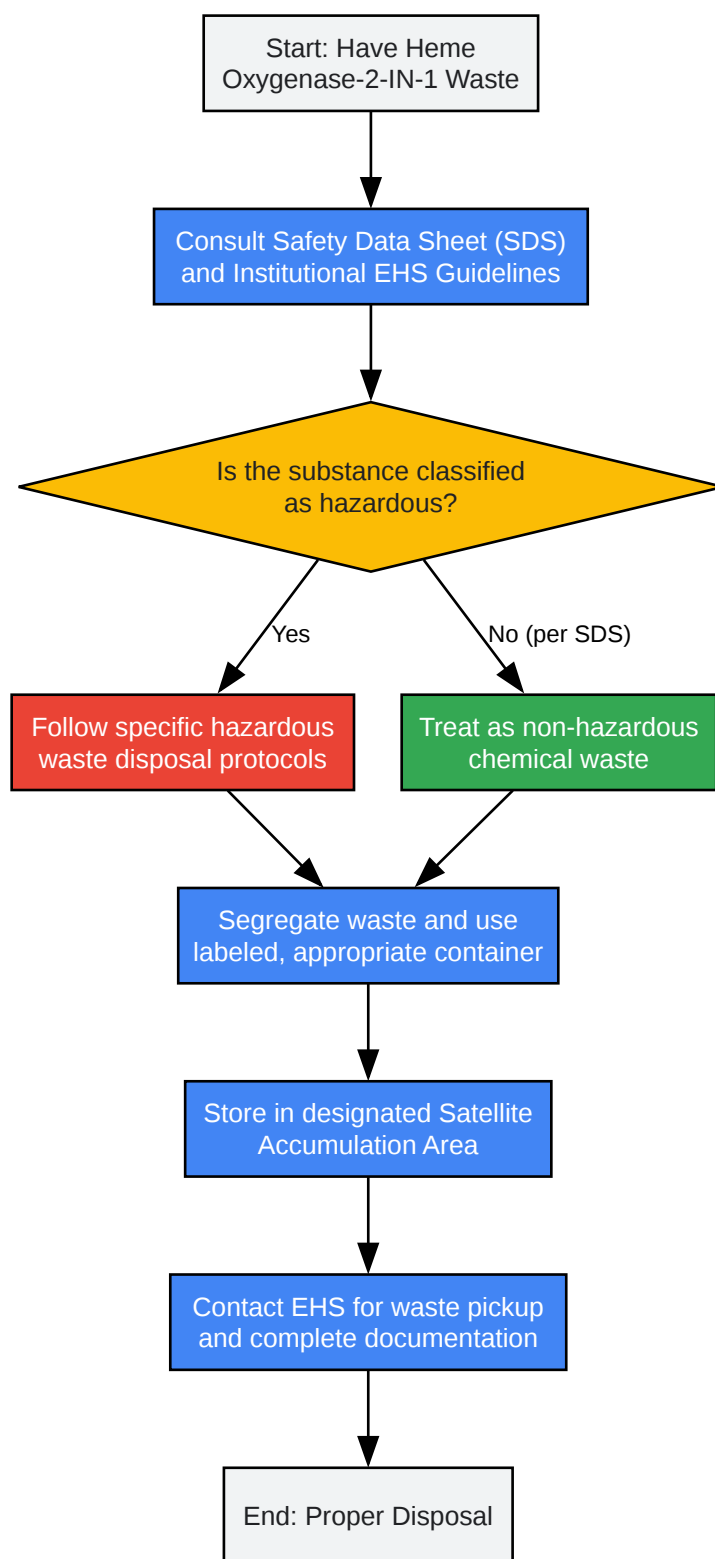 Start: Have Heme
Oxygenase-2-IN-1 Waste
Consult Safety Data Sheet (SDS)
and Institutional EHS Guidelines
Is the substance classified
as hazardous?
Yes
No (per SDS)
Follow specific hazardous
waste disposal protocols
Treat as non-hazardous
chemical waste
Segregate waste and use
labeled, appropriate container
Store in designated Satellite
Accumulation Area
Contact EHS for waste pickup
and complete documentation
End: Proper Disposal